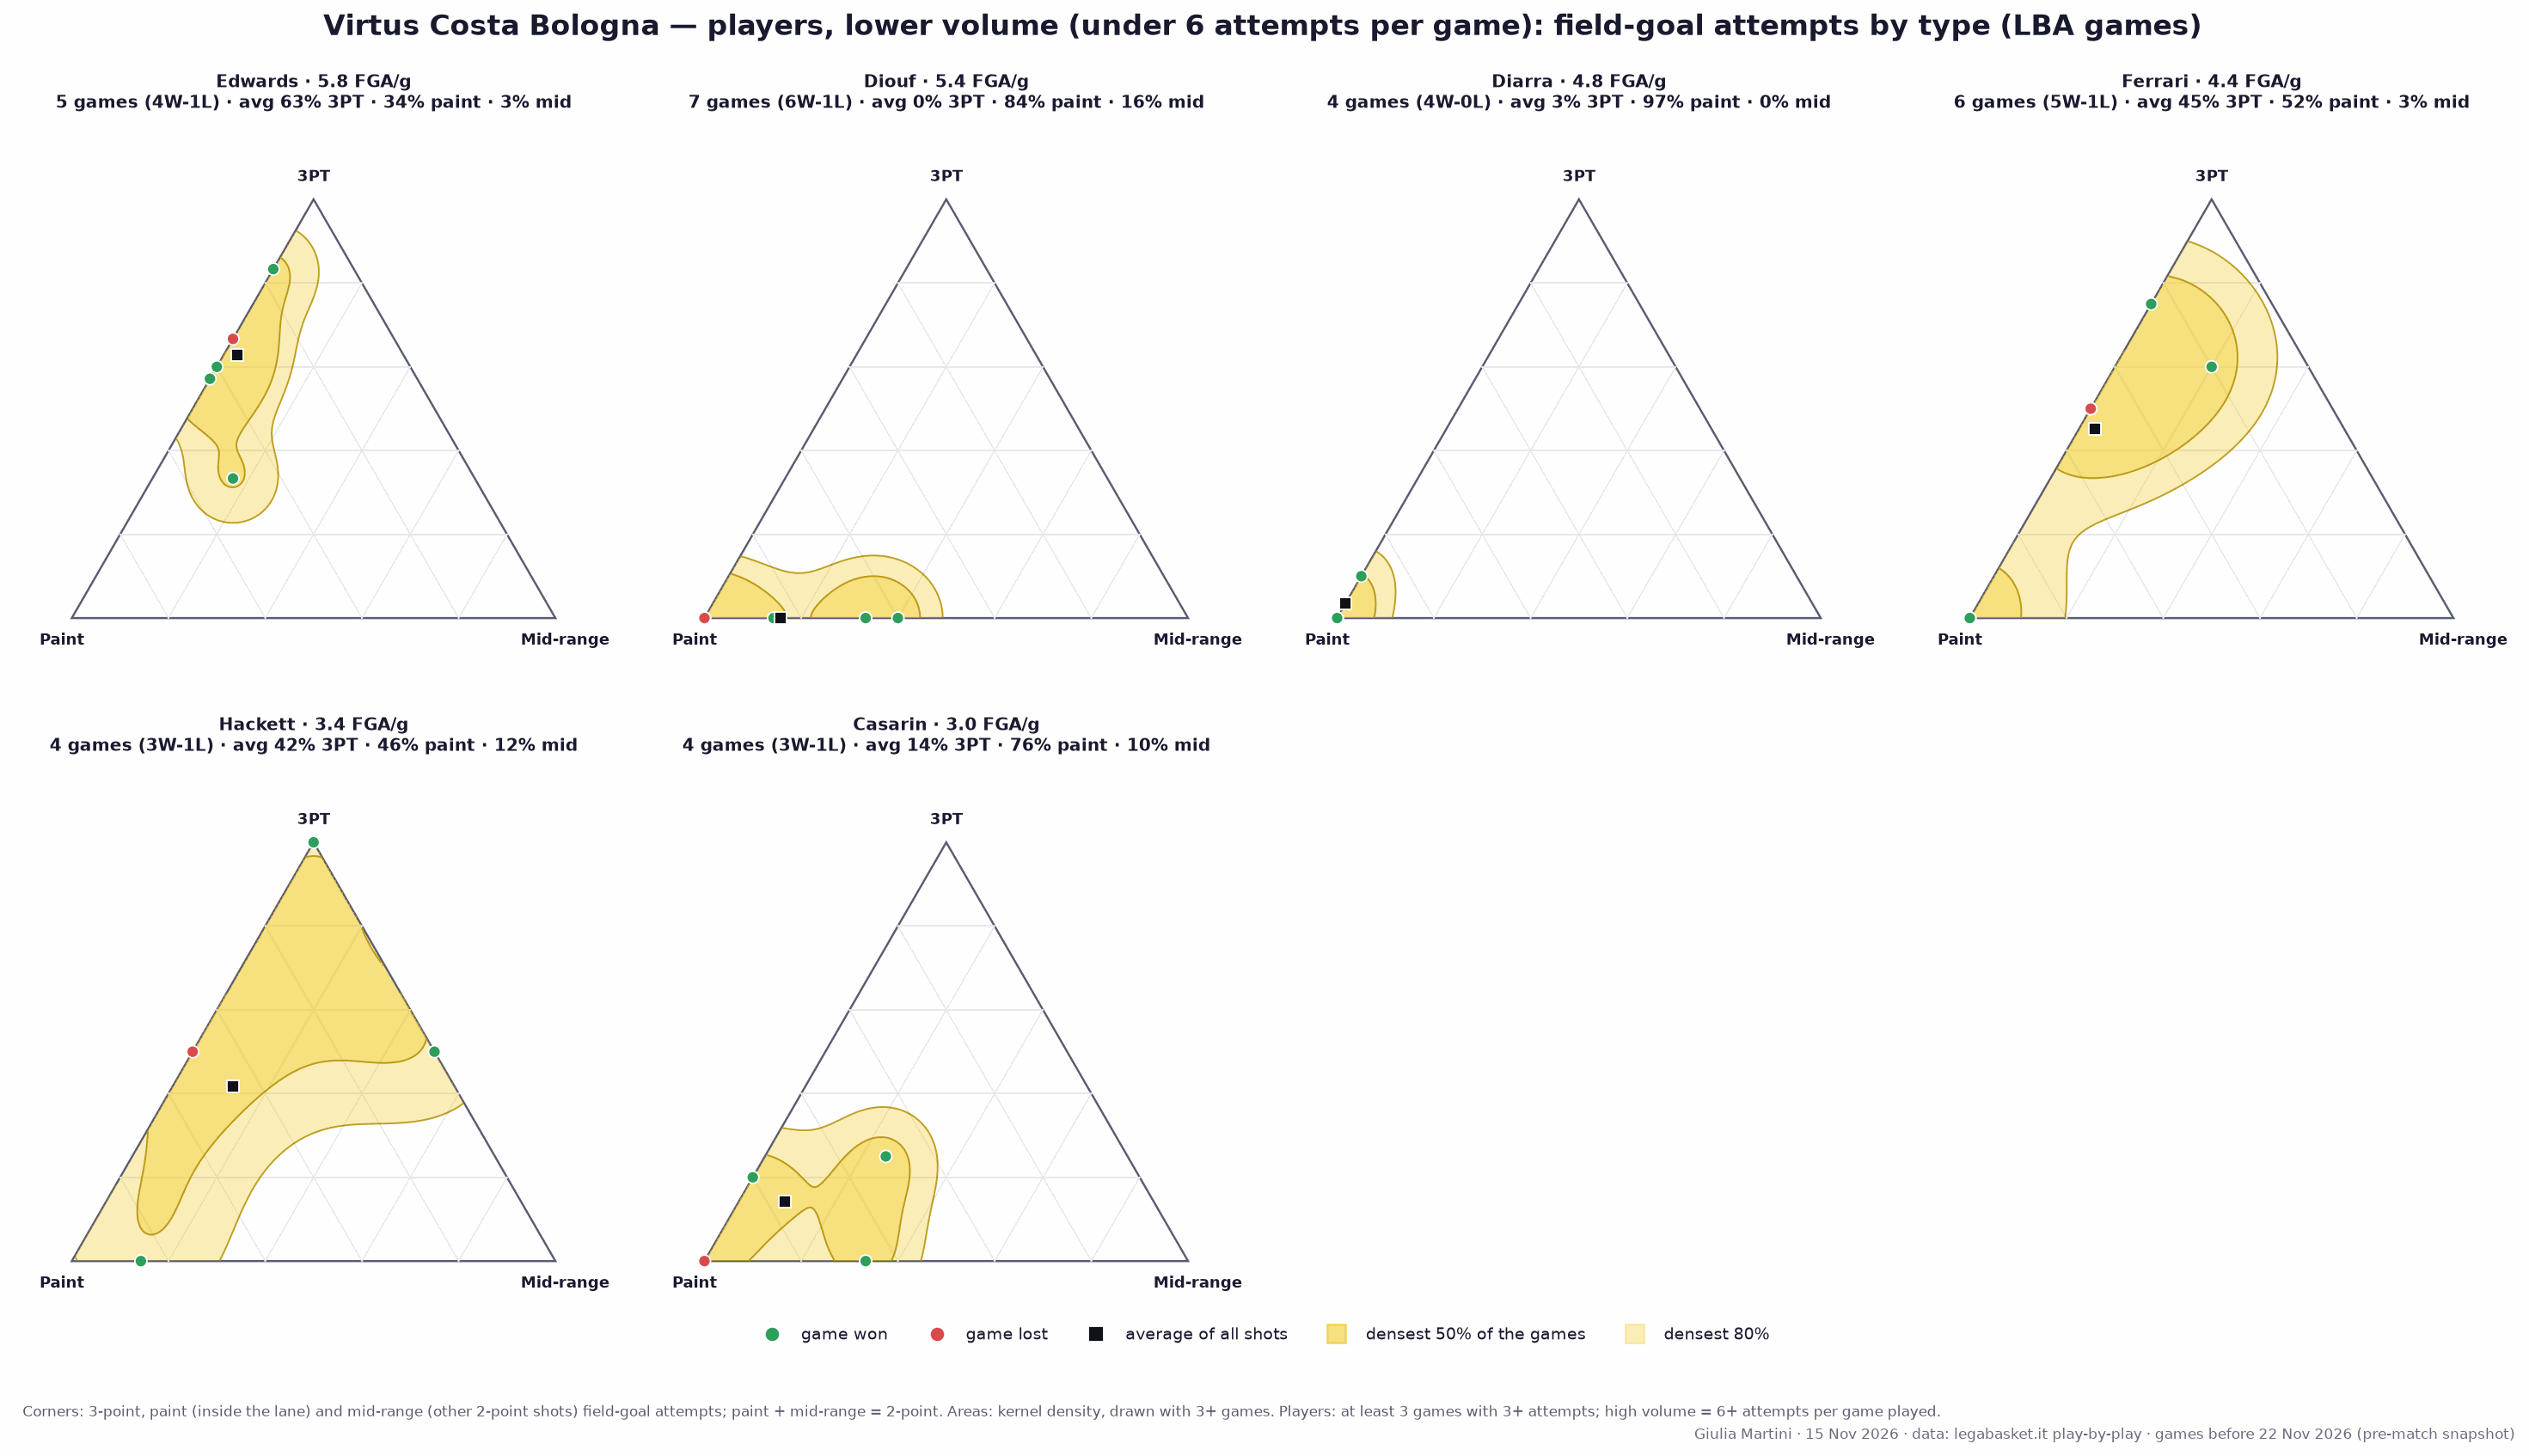 Virtus Costa Bologna — players, lower volume (under 6 attempts per game): field-goal attempts by type (LBA games)
Edwards · 5.8 FGA/g
5 games (4W-1L) · avg 63% 3PT · 34% paint · 3% mid
Diouf · 5.4 FGA/g
7 games (6W-1L) · avg 0% 3PT · 84% paint · 16% mid
Diarra · 4.8 FGA/g
4 games (4W-0L) · avg 3% 3PT · 97% paint · 0% mid
Ferrari · 4.4 FGA/g
6 games (5W-1L) · avg 45% 3PT · 52% paint · 3% mid
3PT
3PT
3PT
3PT
Paint
Mid-range
Paint
Mid-range
Paint
Mid-range
Paint
Mid-range
Hackett · 3.4 FGA/g
4 games (3W-1L) · avg 42% 3PT · 46% paint · 12% mid
Casarin · 3.0 FGA/g
4 games (3W-1L) · avg 14% 3PT · 76% paint · 10% mid
3PT
3PT
Paint
Mid-range
Paint
Mid-range
game won
game lost
average of all shots
densest 50% of the games
densest 80%
Corners: 3-point, paint (inside the lane) and mid-range (other 2-point shots) field-goal attempts; paint + mid-range = 2-point. Areas: kernel density, drawn with 3+ games. Players: at least 3 games with 3+ attempts; high volume = 6+ attempts per game played.
Giulia Martini · 15 Nov 2026 · data: legabasket.it play-by-play · games before 22 Nov 2026 (pre-match snapshot)